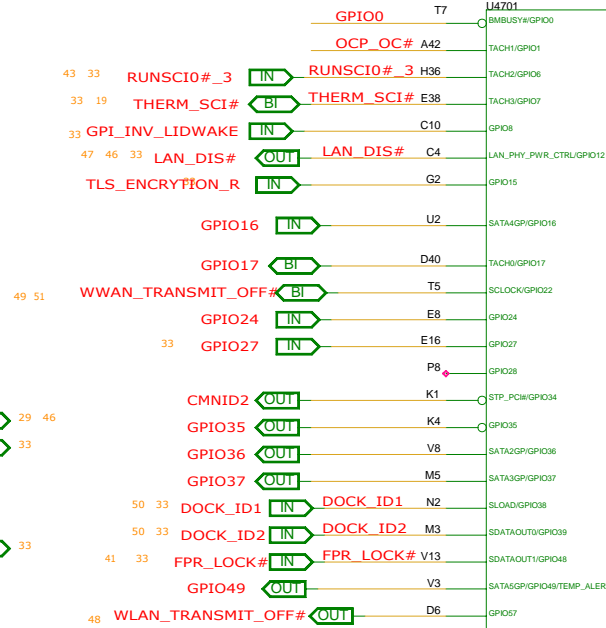 U4701
GPIO0 T7 BMBUSY#/GPIO0
OCP_OC# A42 TACH1/GPIO1
43 33 RUNSCI0#_3 IN RUNSCI0#_3 H36 TACH2/GPIO6
33 19 THERM_SCI# BI THERM_SCI# E38 TACH3/GPIO7
33 GPI_INV_LIDWAKE IN C10 GPIO8
47 46 33 LAN_DIS# OUT LAN_DIS# C4 LAN_PHY_PWR_CTRL/GPIO12
TLS_ENCRYPTION_R IN G2 GPIO15
GPIO16 IN U2 SATA4GP/GPIO16
GPIO17 BI D40 TACH0/GPIO17
49 51 WWAN_TRANSMIT_OFF# BI T5 SCLOCK/GPIO22
GPIO24 IN E8 GPIO24
33 GPIO27 IN E16 GPIO27
P8 GPIO28
CMNID2 OUT K1 STP_PCI#/GPIO34
29 46 GPIO35 OUT K4 GPIO35
33 GPIO36 OUT V8 SATA2GP/GPIO36
GPIO37 OUT M5 SATA3GP/GPIO37
50 33 DOCK_ID1 IN DOCK_ID1 N2 SLOAD/GPIO38
50 33 DOCK_ID2 IN DOCK_ID2 M3 SDATAOUT0/GPIO39
33
41 33 FPR_LOCK# IN FPR_LOCK# V13 SDATAOUT1/GPIO48
GPIO49 OUT V3 SATA5GP/GPIO49/TEMP_ALER
48 WLAN_TRANSMIT_OFF# OUT D6 GPIO57